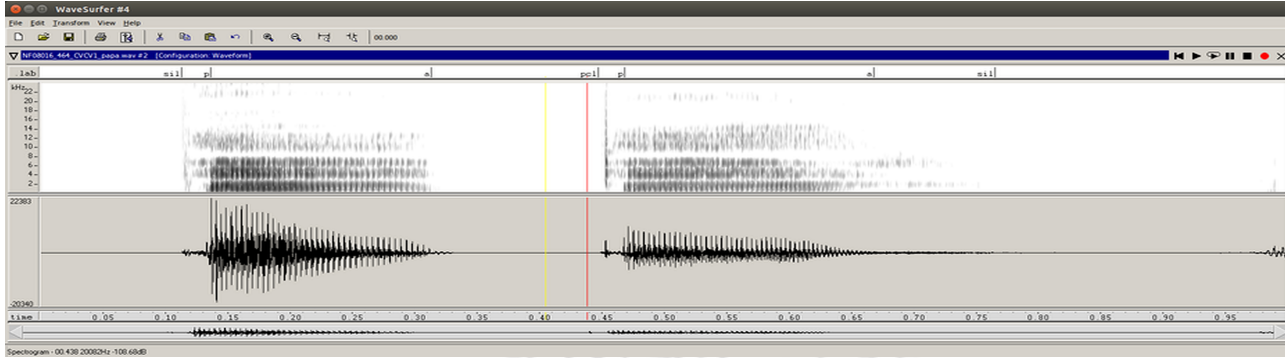 WaveSurfer #4
File Edit Transform View Help
00.000
NF08016_464_CVCV1_papa.wav #2 [Configuration: Waveform]
.lab sil p a pcl p a sil
kHz
22
20
18
16
14
12
10
8
6
4
2
22383
-20340
time 0.05 0.10 0.15 0.20 0.25 0.30 0.35 0.40 0.45 0.50 0.55 0.60 0.65 0.70 0.75 0.80 0.85 0.90 0.95
Spectrogram - 00.438 20082Hz -108.68dB